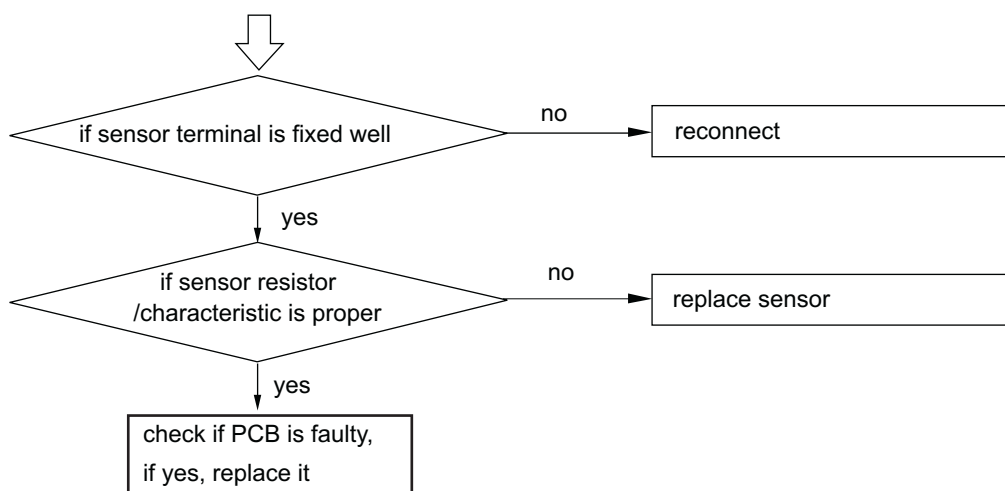 if sensor terminal is fixed well
no
reconnect
yes
if sensor resistor
/characteristic is proper
no
replace sensor
yes
check if PCB is faulty,
if yes, replace it